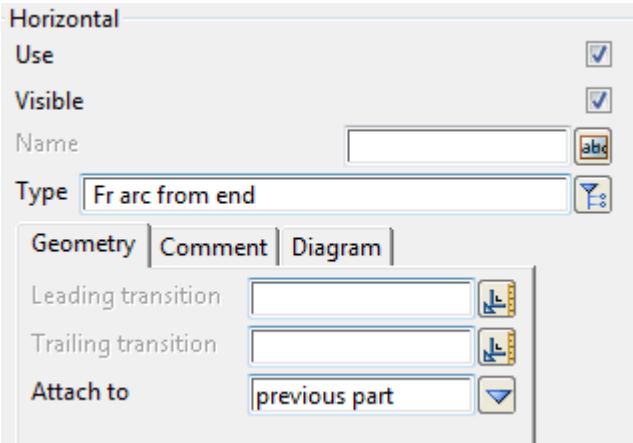 Horizontal
Use
Visible
Name
abc
Type Fr arc from end
Geometry Comment Diagram
Leading transition
Trailing transition
Attach to previous part